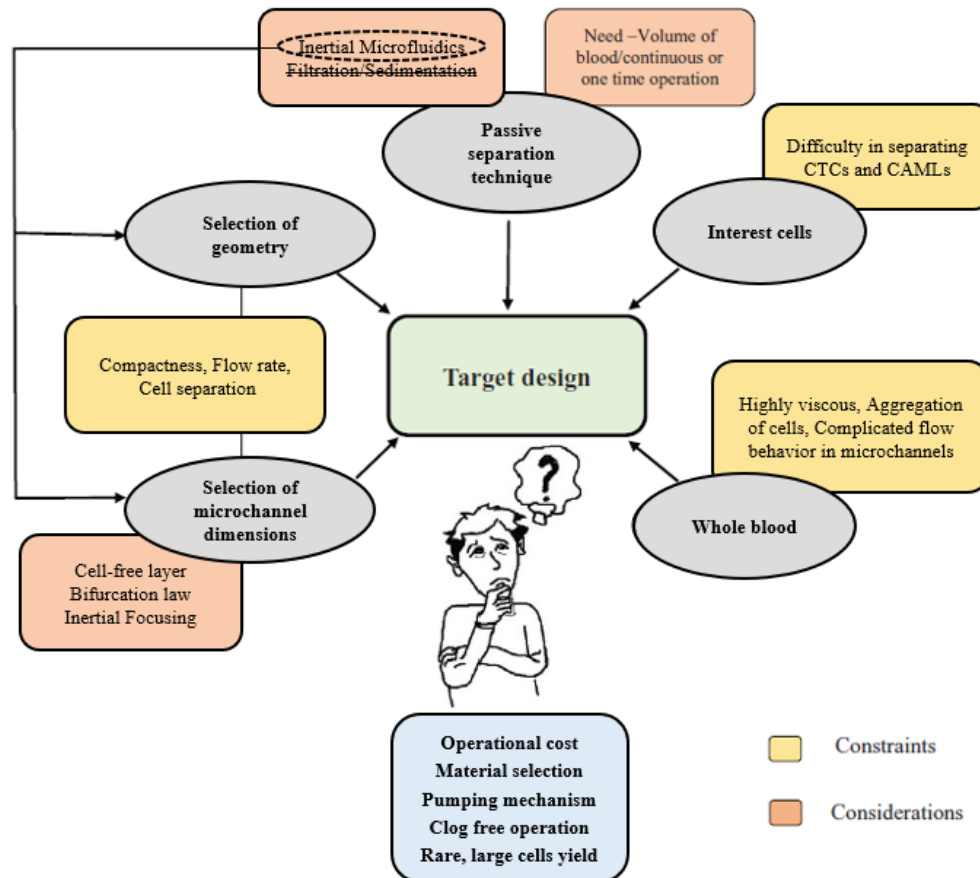 Inertial Microfluidics
Filtration/Sedimentation
Need –Volume of
blood/continuous or
one time operation
Passive
separation
technique
Difficulty in separating
CTCs and CAMLs
Interest cells
Selection of
geometry
Compactness, Flow rate,
Cell separation
Target design
Highly viscous, Aggregation
of cells, Complicated flow
behavior in microchannels
Whole blood
Selection of
microchannel
dimensions
Cell-free layer
Bifurcation law
Inertial Focusing
?
Operational cost
Material selection
Pumping mechanism
Clog free operation
Rare, large cells yield
Constraints
Considerations